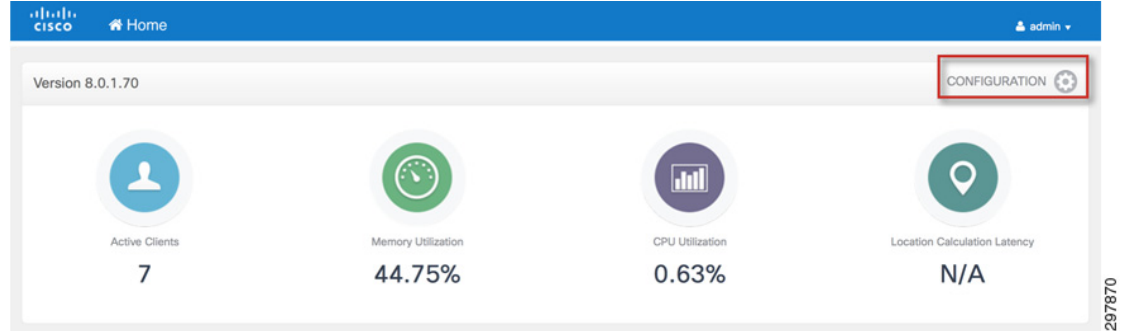 CISCO
Home
admin
Version 8.0.1.70
CONFIGURATION
Active Clients
Memory Utilization
CPU Utilization
Location Calculation Latency
7
44.75%
0.63%
N/A
297870